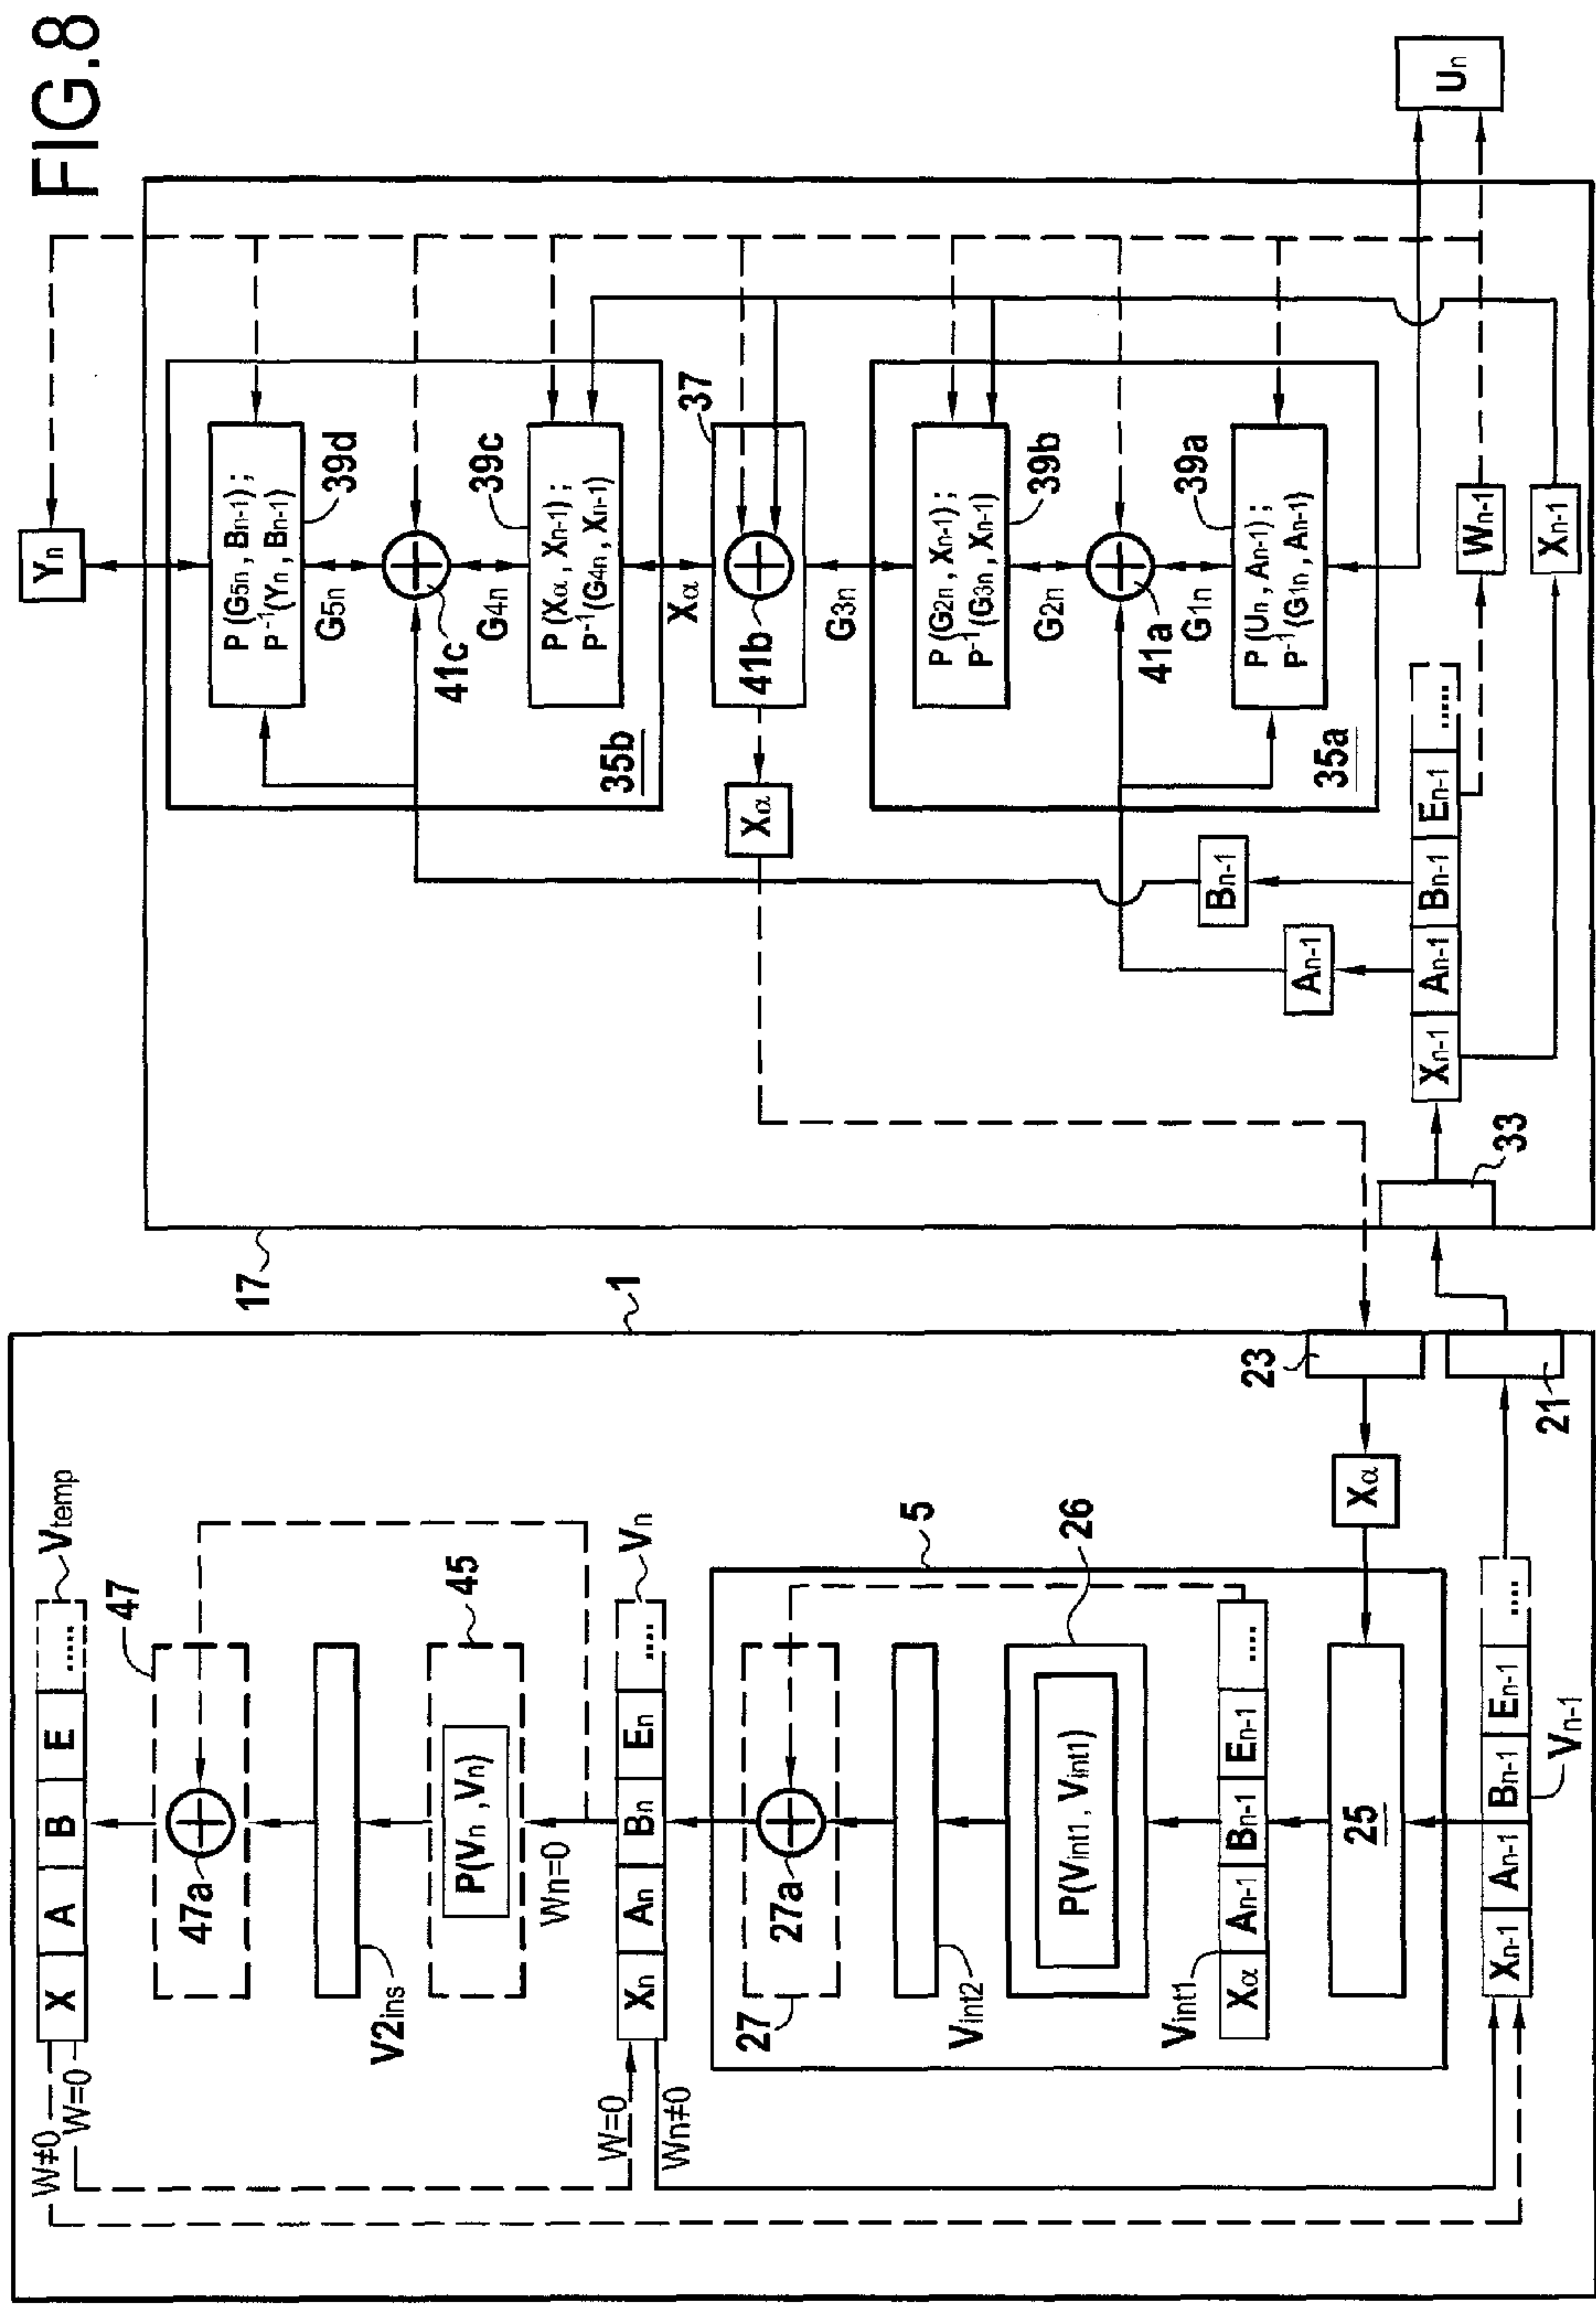 FIG.8
Yn
P (G5n , Bn-1) ;
P-1(Yn , Bn-1)
39d
G5n
41c
G4n
P (Xα , Xn-1) ;
P-1(G4n , Xn-1)
39c
35b
Xα
37
41b
Xα
G3n
P (G2n , Xn-1) ;
P-1(G3n , Xn-1)
39b
G2n
41a
G1n
P (Un , An-1) ;
P-1(G1n , An-1)
39a
35a
Bn-1
An-1
Xn-1 An-1 Bn-1 En-1 .....
Wn-1
Xn-1
Un
33
17
1
W≠0
W=0
X A B E .....
Vtemp
47
47a
V2ins
45
P(Vn , Vn)
Wn=0
W=0
Wn≠0
Xn An Bn En ....
Vn
5
27
27a
Vint2
26
P(Vint1 , Vint1)
Vint1
Xα An-1 Bn-1 En-1 ....
25
Xα
23
21
Xn-1 An-1 Bn-1 En-1 ....
Vn-1